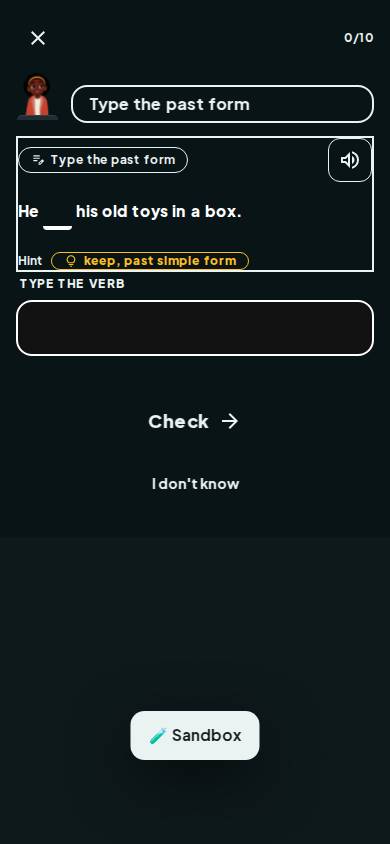 0/10
Type the past form
Type the past form
He ___ his old toys in a box.
Hint keep, past simple form
TYPE THE VERB
Check
I don't know
🧪 Sandbox